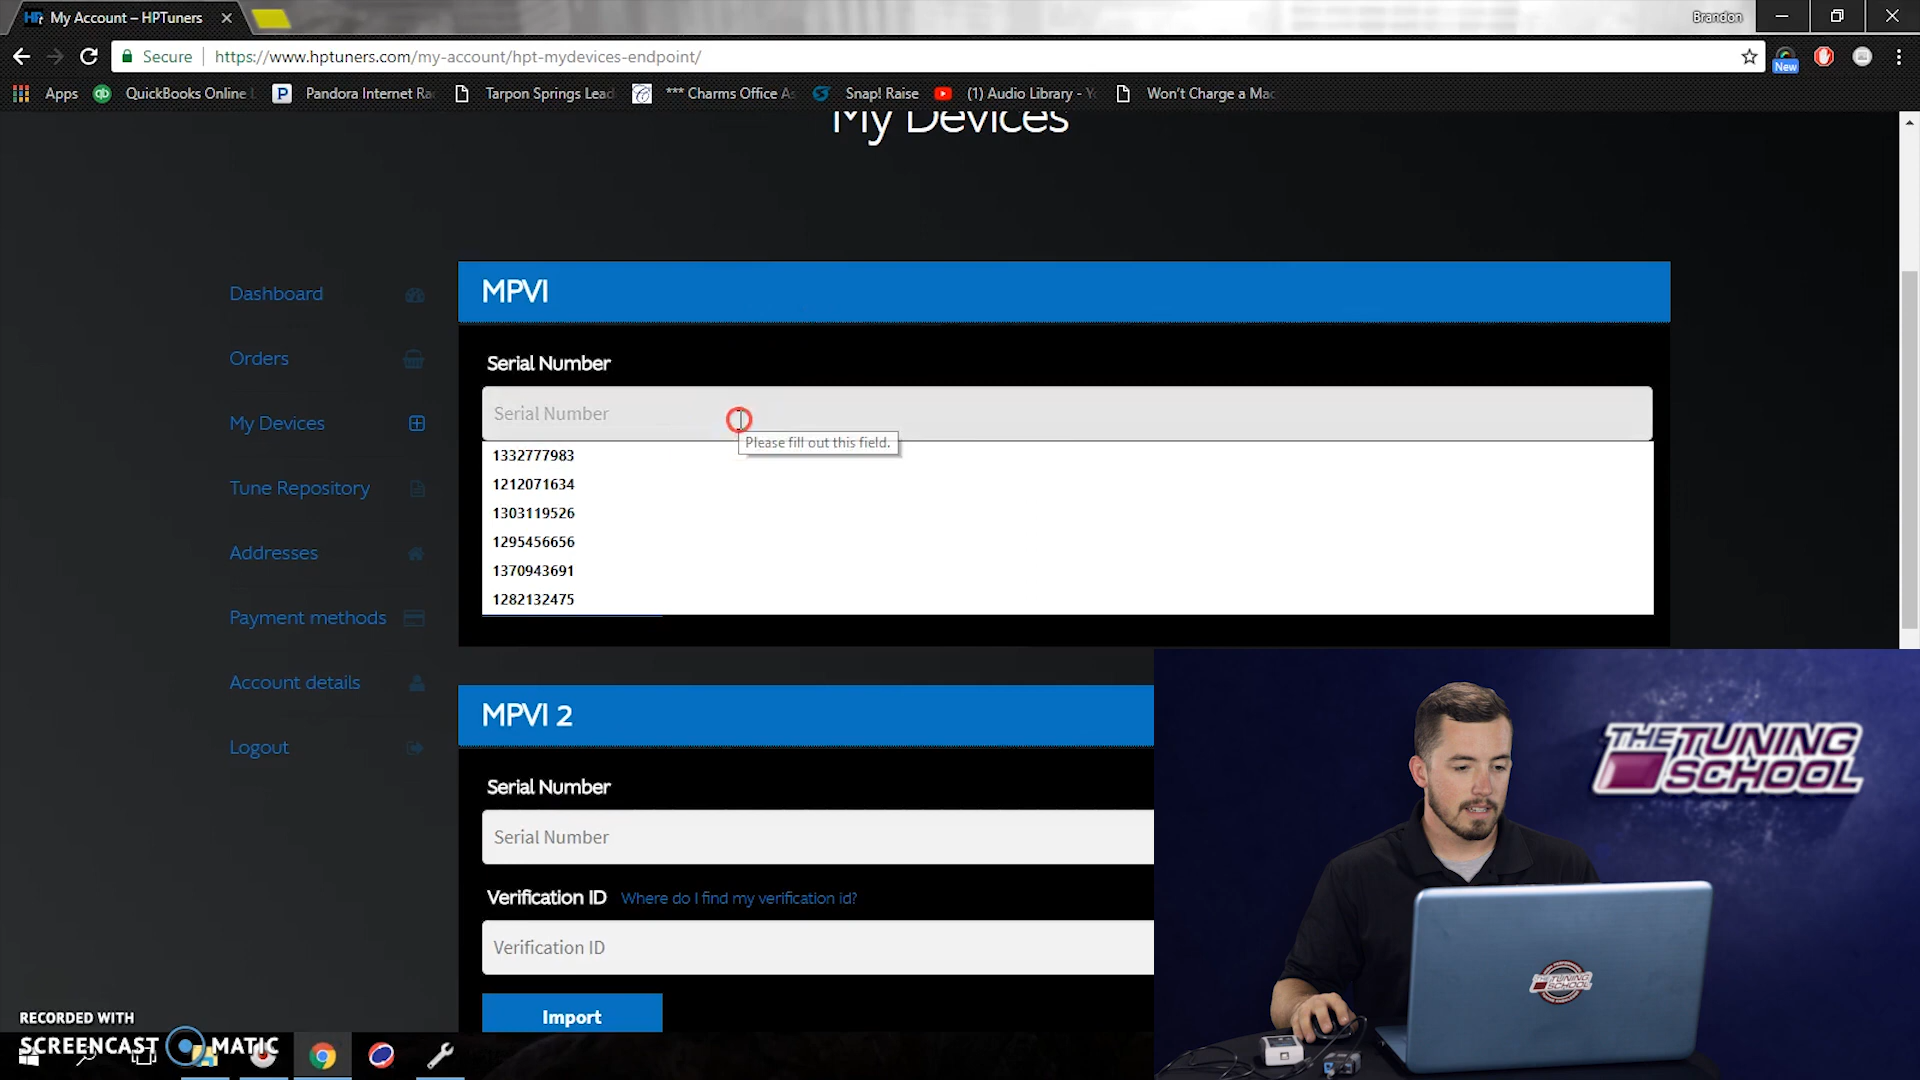 My Account – HPTuners
Brandon
Secure
https://www.hptuners.com/my-account/hpt-mydevices-endpoint/
New
Apps
QuickBooks Online
Pandora Internet Ra
Tarpon Springs Lead
*** Charms Office As
Snap! Raise
(1) Audio Library - Yo
Won't Charge a Mac
My Devices
Dashboard
Orders
My Devices
Tune Repository
Addresses
Payment methods
Account details
Logout
MPVI
Serial Number
Serial Number
Please fill out this field.
1332777983
1212071634
1303119526
1295456656
1370943691
1282132475
MPVI 2
Serial Number
Serial Number
Verification ID Where do I find my verification id?
Verification ID
Import
THE TUNING
SCHOOL
THE TUNING
RECORDED WITH
SCREENCAST MATIC